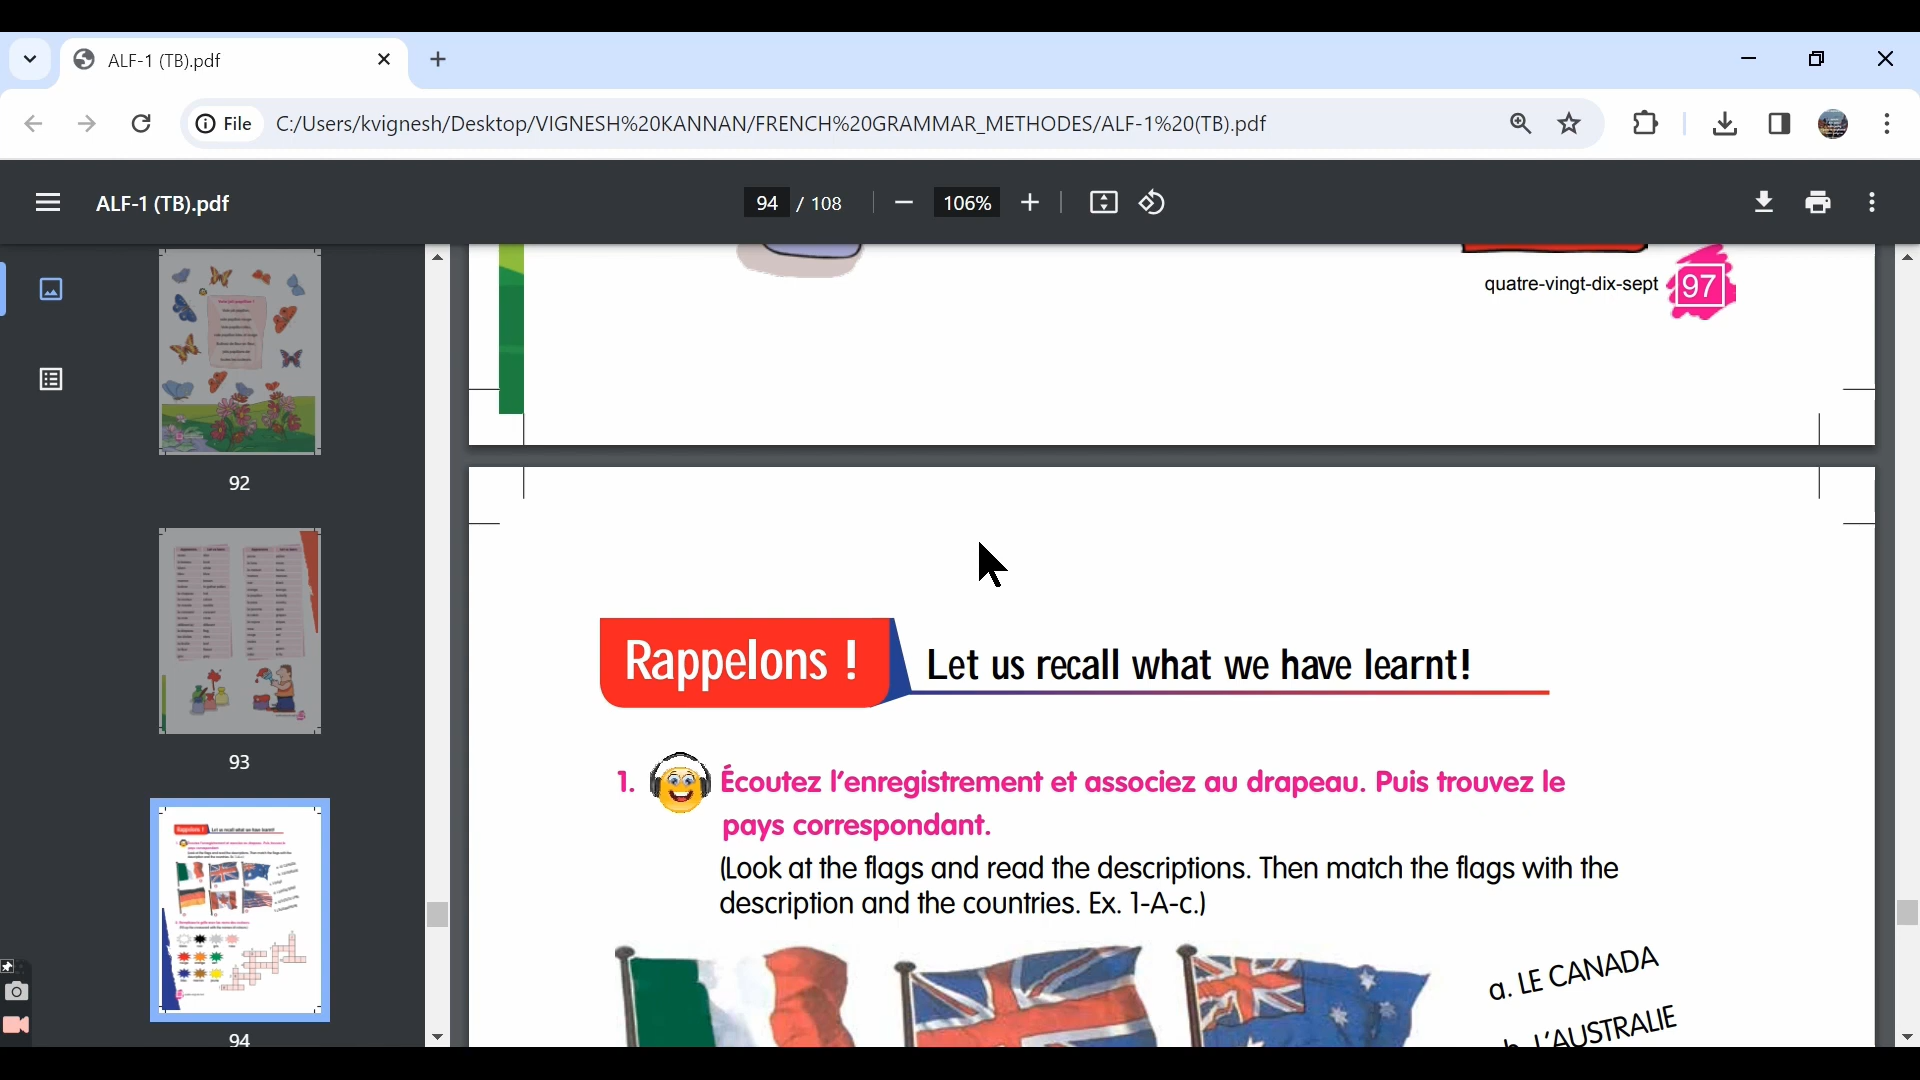 ALF-1 (TB).pdf
File
C:/Users/kvignesh/Desktop/VIGNESH%20KANNAN/FRENCH%20GRAMMAR_METHODES/ALF-1%20(TB).pdf
ALF-1 (TB).pdf
94 / 108
106%
92
93
94
quatre-vingt-dix-sept 97
Rappelons !
Let us recall what we have learnt!
1. Écoutez l'enregistrement et associez au drapeau. Puis trouvez le
pays correspondant.
(Look at the flags and read the descriptions. Then match the flags with the
description and the countries. Ex. 1-A-c.)
a. LE CANADA
b. L'AUSTRALIE